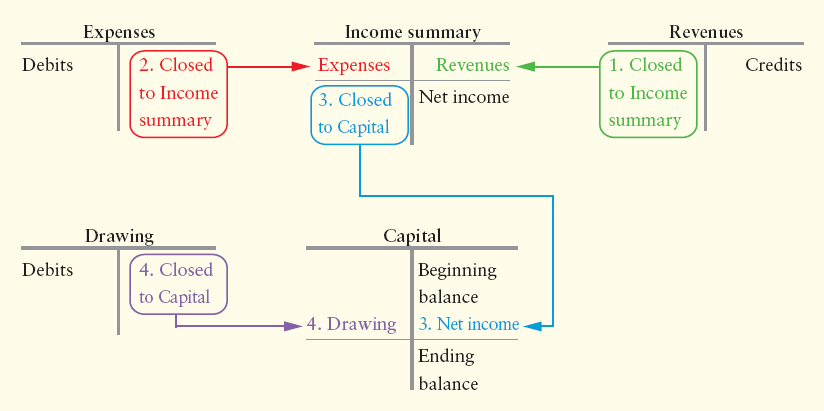 Expenses
Income summary
Revenues
Debits
2. Closed
to Income
summary
Expenses
Revenues
1. Closed
to Income
summary
Credits
3. Closed
to Capital
Net income
Drawing
Capital
Debits
4. Closed
to Capital
Beginning
balance
4. Drawing
3. Net income
Ending
balance